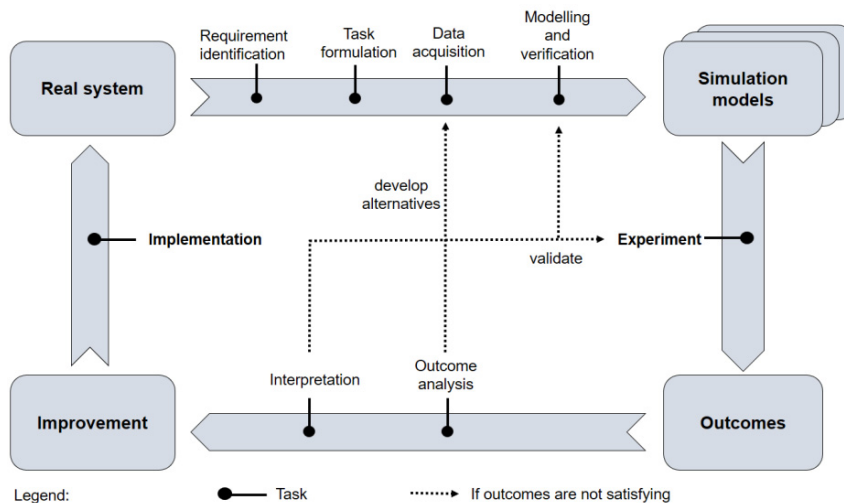 Requirement
identification
Task
formulation
Data
acquisition
Modelling
and
verification
Real system
Simulation
models
develop
alternatives
Implementation
Experiment
validate
Interpretation
Outcome
analysis
Improvement
Outcomes
Legend:
Task
If outcomes are not satisfying